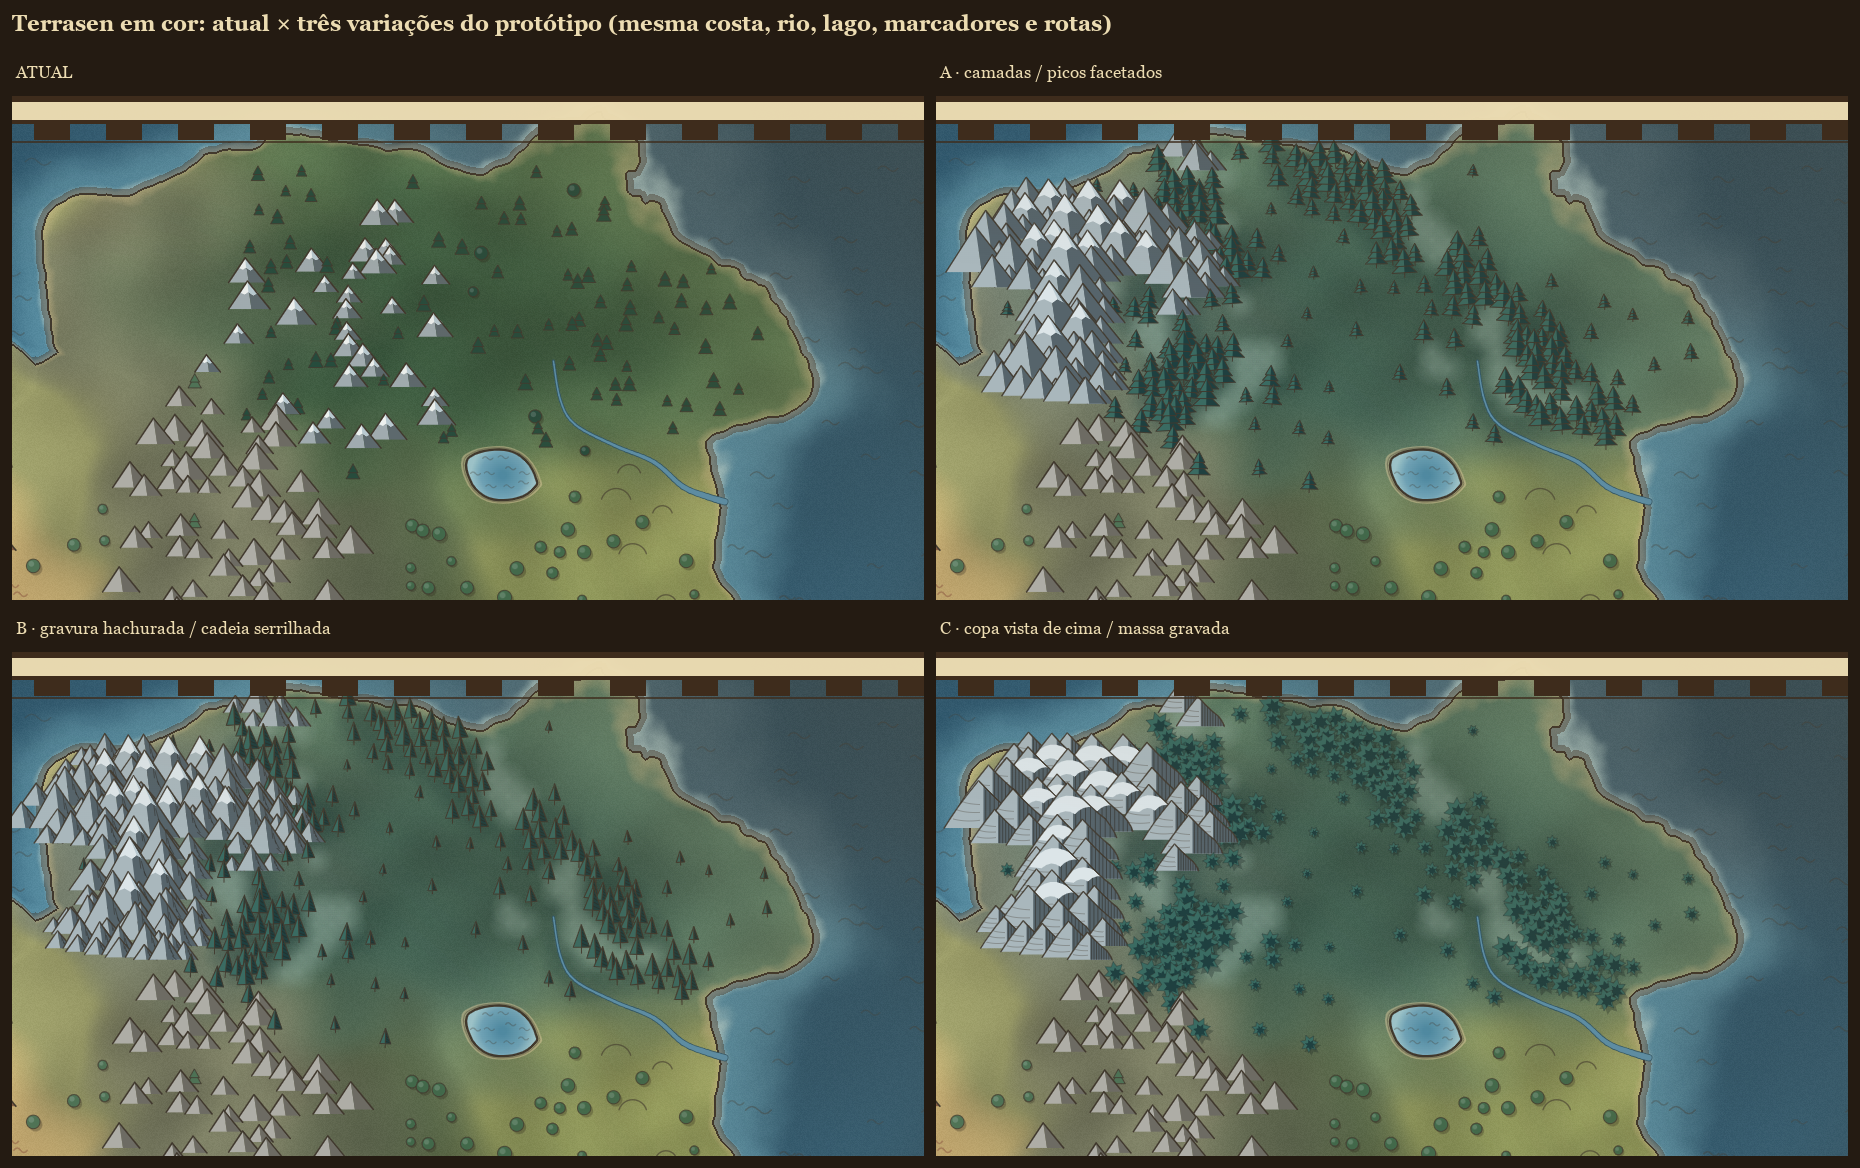 Terrasen em cor: atual × três variações do protótipo (mesma costa, rio, lago, marcadores e rotas)
ATUAL
A · camadas / picos facetados
B · gravura hachurada / cadeia serrilhada
C · copa vista de cima / massa gravada